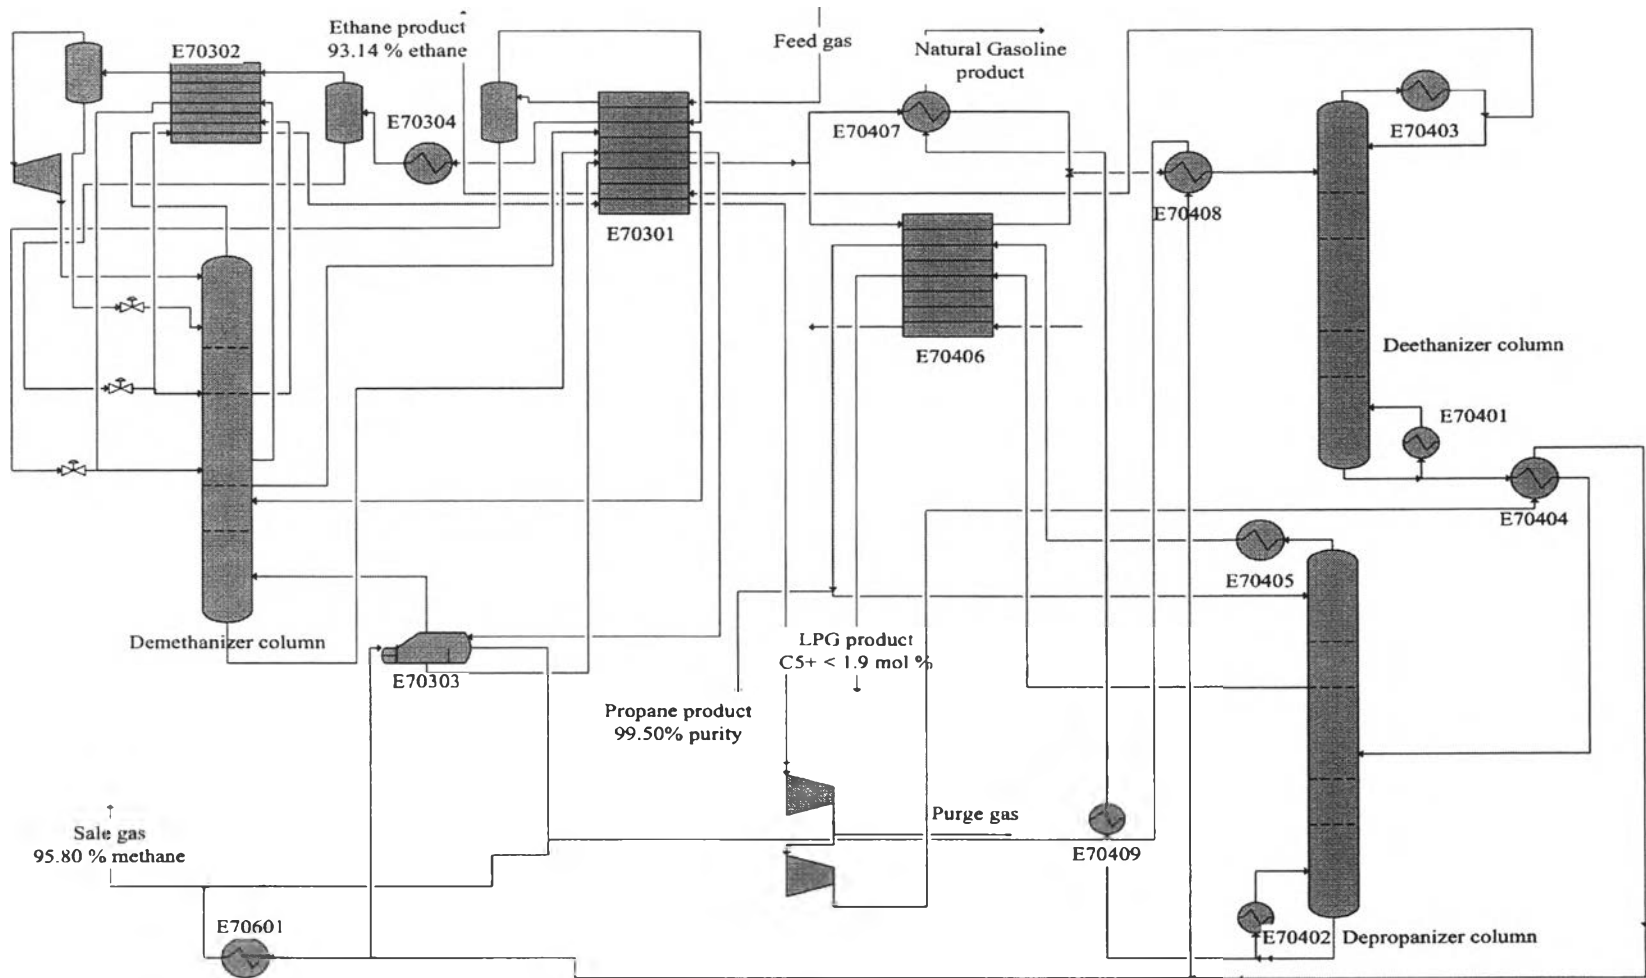 Ethane product
93.14 % ethane
Feed gas
Natural Gasoline
product
E70302
E70304
E70301
E70407
E70403
E70408
E70406
Deethanizer column
E70401
E70404
E70405
Demethanizer column
E70303
LPG product
C5+ < 1.9 mol %
Propane product
99.50% purity
Purge gas
E70409
Sale gas
95.80 % methane
E70601
E70402
Depropanizer column